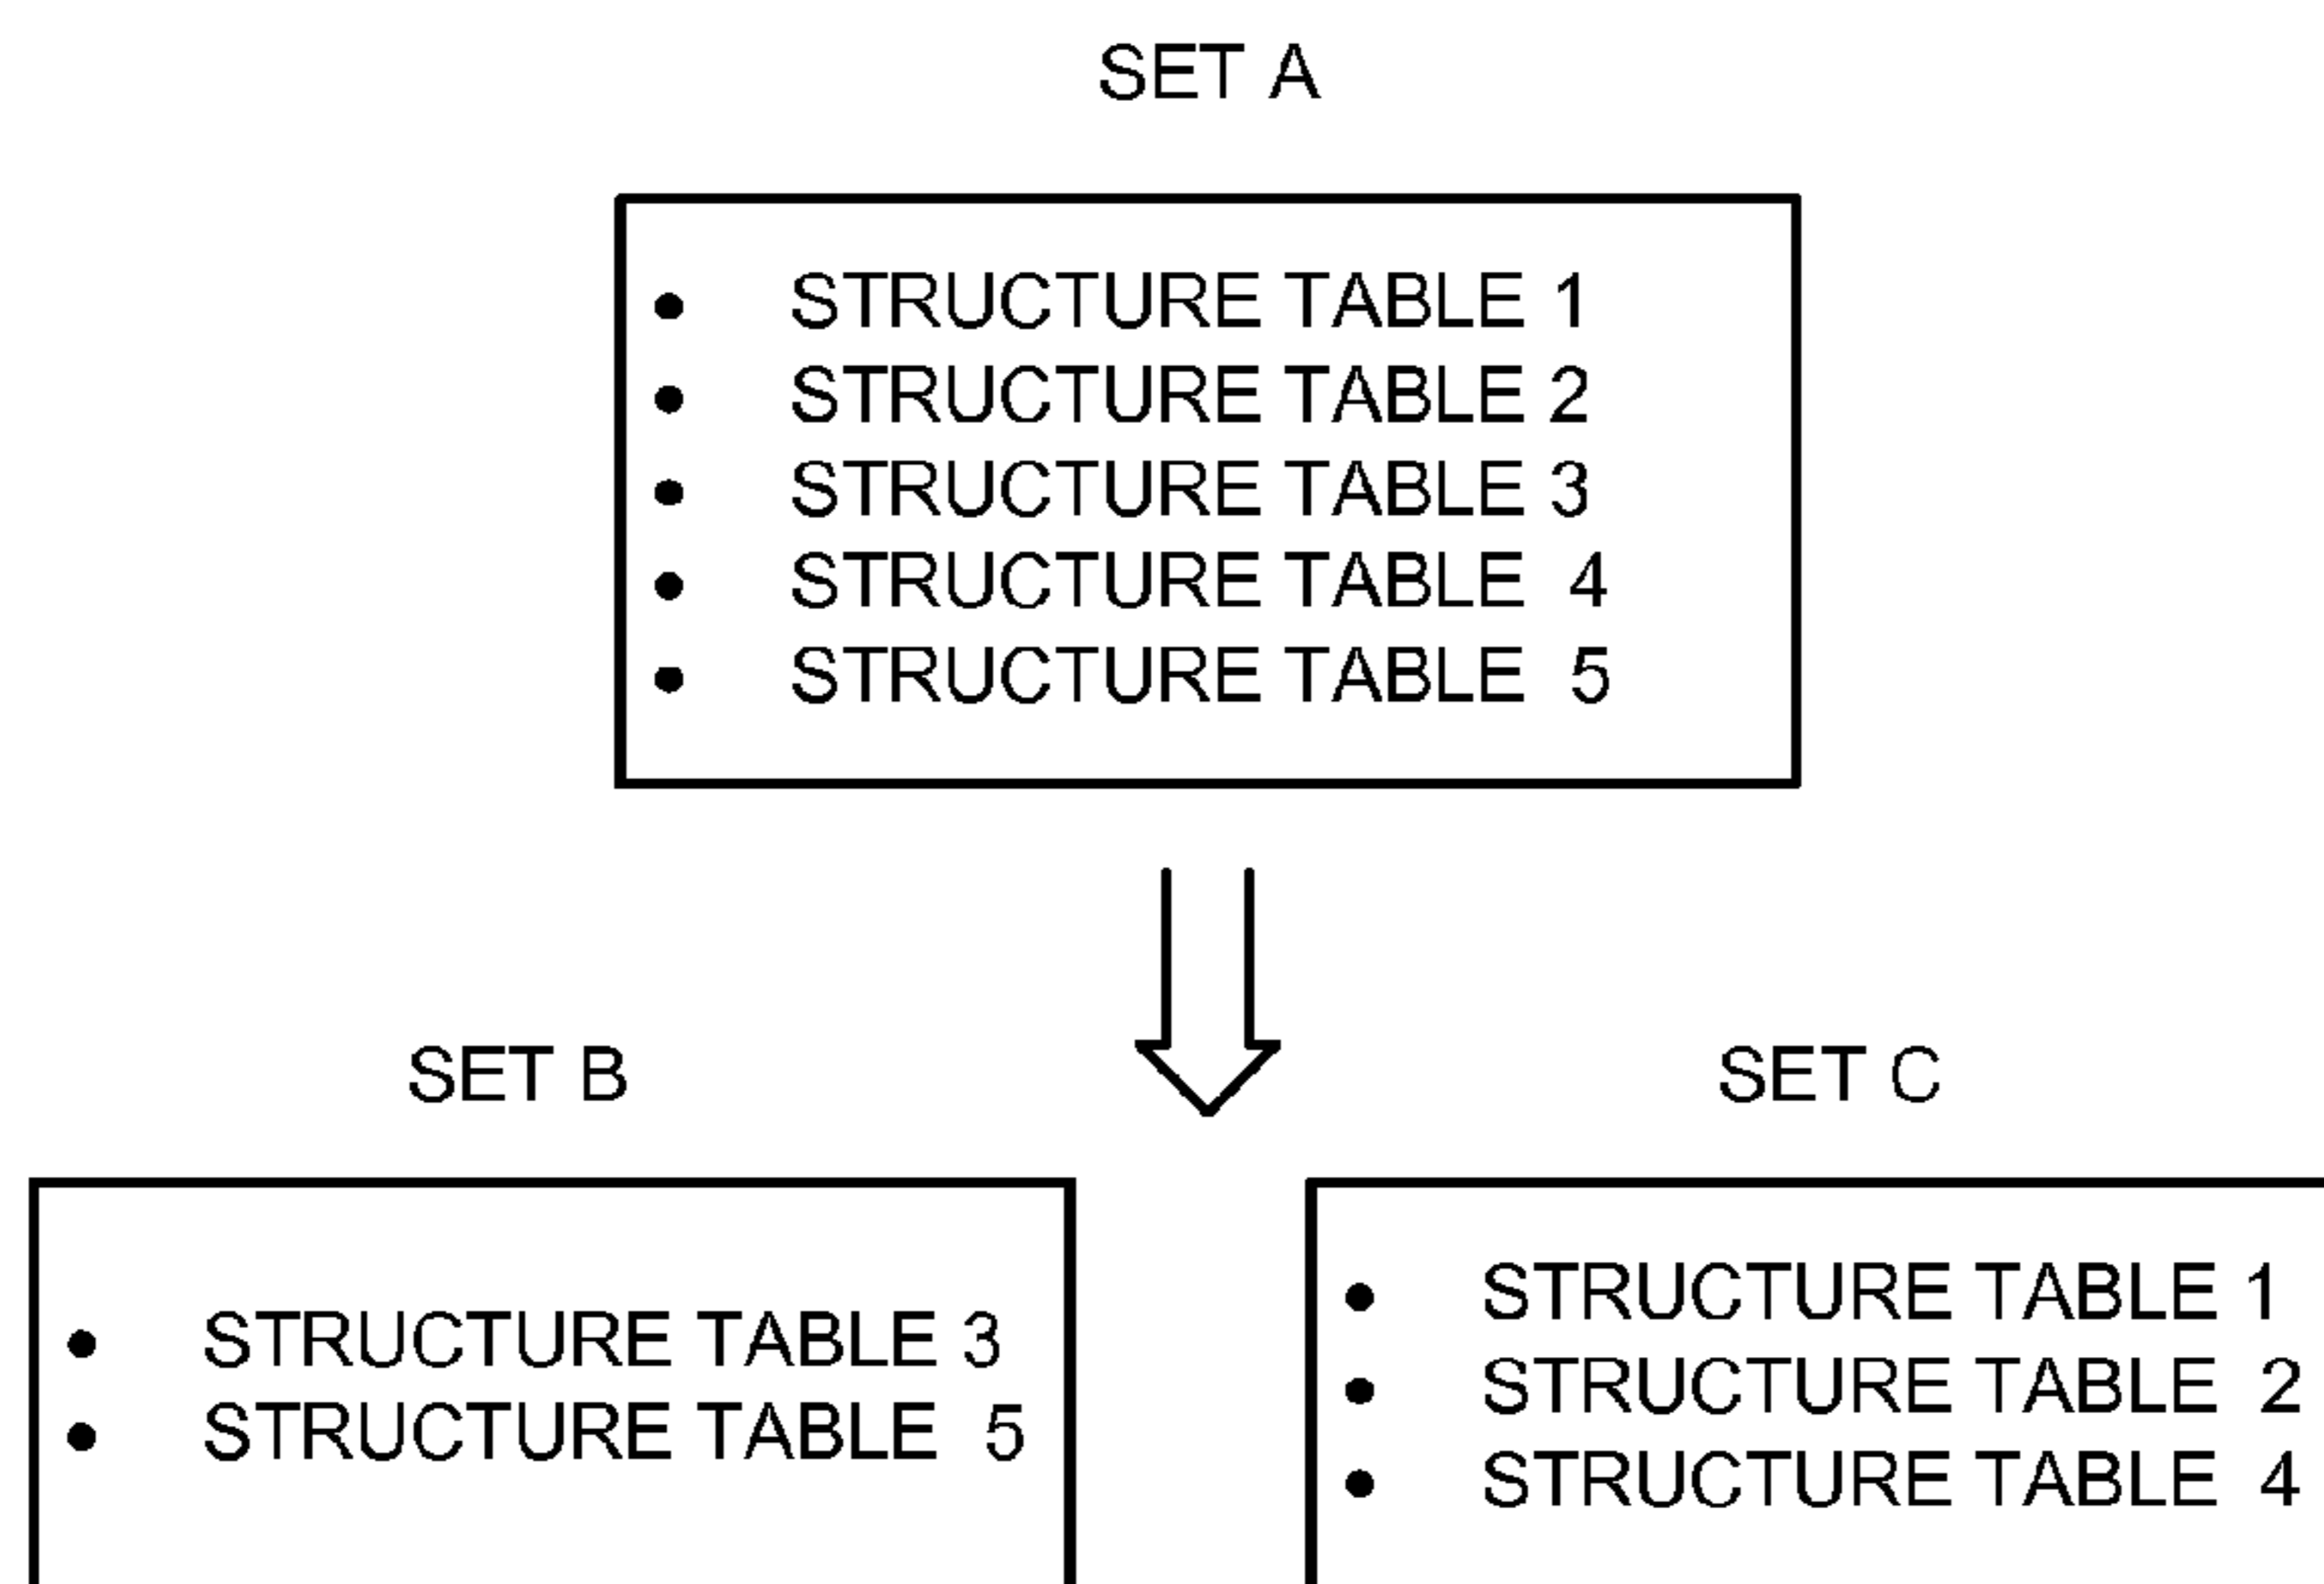 SET A
• STRUCTURE TABLE 1
• STRUCTURE TABLE 2
• STRUCTURE TABLE 3
• STRUCTURE TABLE 4
• STRUCTURE TABLE 5
SET B
• STRUCTURE TABLE 3
• STRUCTURE TABLE 5
SET C
• STRUCTURE TABLE 1
• STRUCTURE TABLE 2
• STRUCTURE TABLE 4